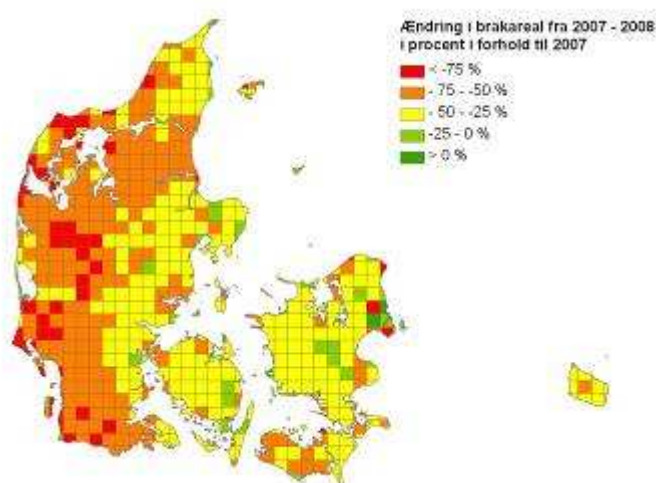 Ændring i brakareal fra 2007 - 2008
i procent i forhold til 2007
< -75 %
- 75 - -50 %
- 50 - -25 %
-25 - 0 %
> 0 %